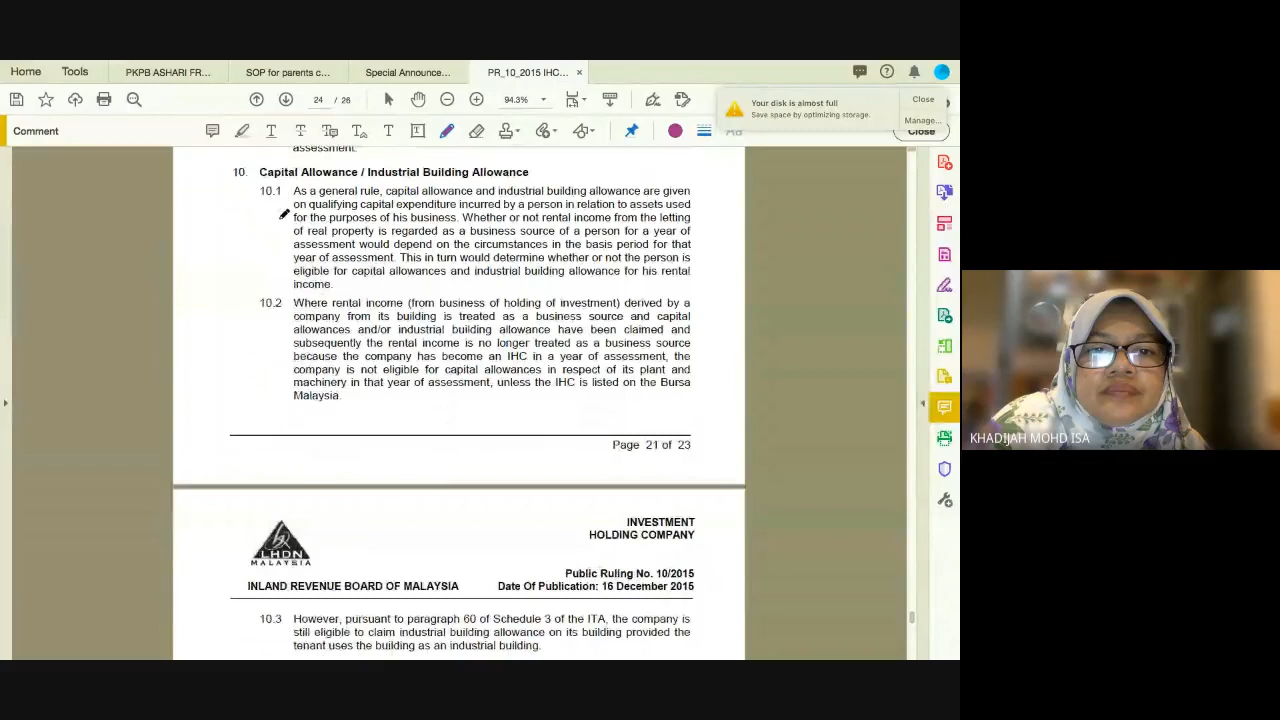 Home Tools PKPB ASHARI FR... SOP for parents c... Special Announce... PR_10_2015 IHC... ×
24 / 26 94.3%
Your disk is almost full
Save space by optimizing storage.
Close
Manage...
Comment
Close
assessment.
10. Capital Allowance / Industrial Building Allowance
10.1 As a general rule, capital allowance and industrial building allowance are given
on qualifying capital expenditure incurred by a person in relation to assets used
for the purposes of his business. Whether or not rental income from the letting
of real property is regarded as a business source of a person for a year of
assessment would depend on the circumstances in the basis period for that
year of assessment. This in turn would determine whether or not the person is
eligible for capital allowances and industrial building allowance for his rental
income.
10.2 Where rental income (from business of holding of investment) derived by a
company from its building is treated as a business source and capital
allowances and/or industrial building allowance have been claimed and
subsequently the rental income is no longer treated as a business source
because the company has become an IHC in a year of assessment, the
company is not eligible for capital allowances in respect of its plant and
machinery in that year of assessment, unless the IHC is listed on the Bursa
Malaysia.
Page 21 of 23
INVESTMENT
HOLDING COMPANY
LHDN
MALAYSIA
Public Ruling No. 10/2015
INLAND REVENUE BOARD OF MALAYSIA Date Of Publication: 16 December 2015
10.3 However, pursuant to paragraph 60 of Schedule 3 of the ITA, the company is
still eligible to claim industrial building allowance on its building provided the
tenant uses the building as an industrial building.
KHADIJAH MOHD ISA